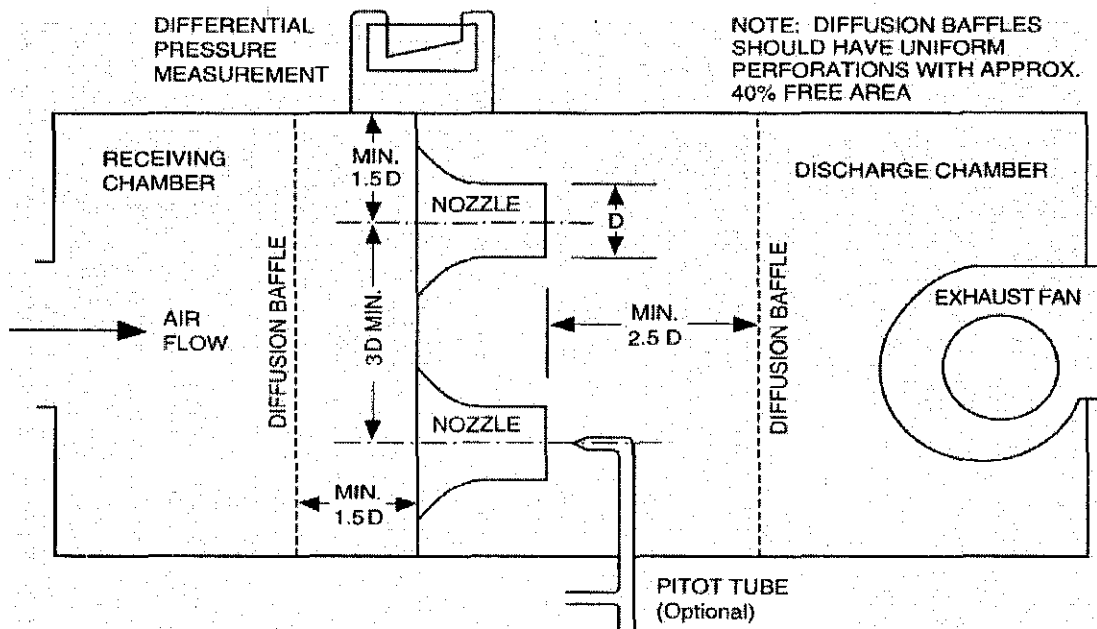 DIFFERENTIAL
PRESSURE
MEASUREMENT
NOTE: DIFFUSION BAFFLES
SHOULD HAVE UNIFORM
PERFORATIONS WITH APPROX.
40% FREE AREA
RECEIVING
CHAMBER
MIN.
1.5 D
NOZZLE
D
DISCHARGE CHAMBER
DIFFUSION BAFFLE
AIR
FLOW
3D MIN.
MIN.
2.5 D
DIFFUSION BAFFLE
EXHAUST FAN
NOZZLE
MIN.
1.5 D
PITOT TUBE
(Optional)